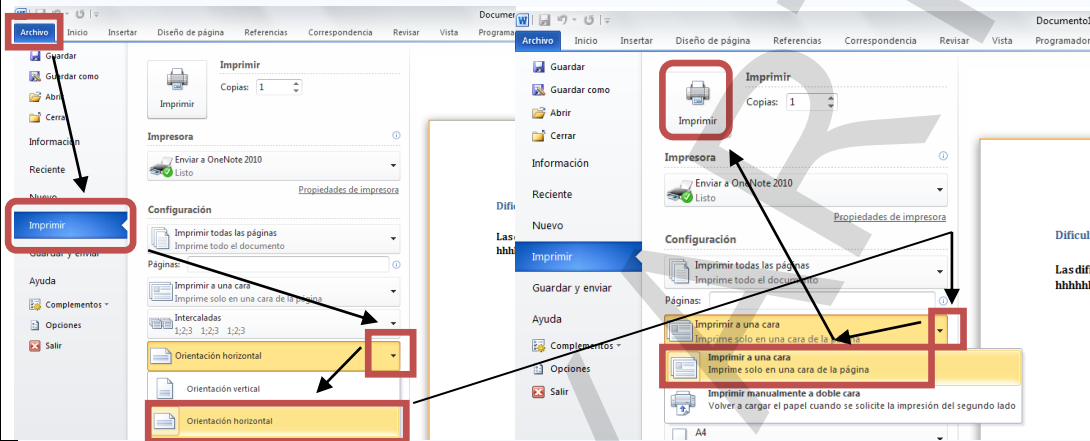 Documen
Archivo Inicio Insertar Diseño de página Referencias Correspondencia Revisar Vista Programa
Guardar
Guardar como
Abrir
Cerrar
Información
Reciente
Nuevo
Imprimir
Guardar y enviar
Ayuda
Complementos
Opciones
Salir
Imprimir
Copias: 1
Imprimir
Impresora
Enviar a OneNote 2010
Listo
Propiedades de impresora
Configuración
Imprimir todas las páginas
Imprime todo el documento
Páginas:
Imprimir a una cara
Imprime solo en una cara de la página
Intercaladas
1;2;3 1;2;3 1;2;3
Orientación horizontal
Orientación vertical
Orientación horizontal
Difi
Las
hhh
Documento1
Archivo Inicio Insertar Diseño de página Referencias Correspondencia Revisar Vista Programador
Guardar
Guardar como
Abrir
Cerrar
Información
Reciente
Nuevo
Imprimir
Guardar y enviar
Ayuda
Complementos
Opciones
Salir
Imprimir
Copias: 1
Imprimir
Impresora
Enviar a OneNote 2010
Listo
Propiedades de impresora
Configuración
Imprimir todas las páginas
Imprime todo el documento
Páginas:
Imprimir a una cara
Imprime solo en una cara de la página
Imprimir a una cara
Imprime solo en una cara de la página
Imprimir manualmente a doble cara
Volver a cargar el papel cuando se solicite la impresión del segundo lado
A4
Dificul
Las dif
hhhhhh